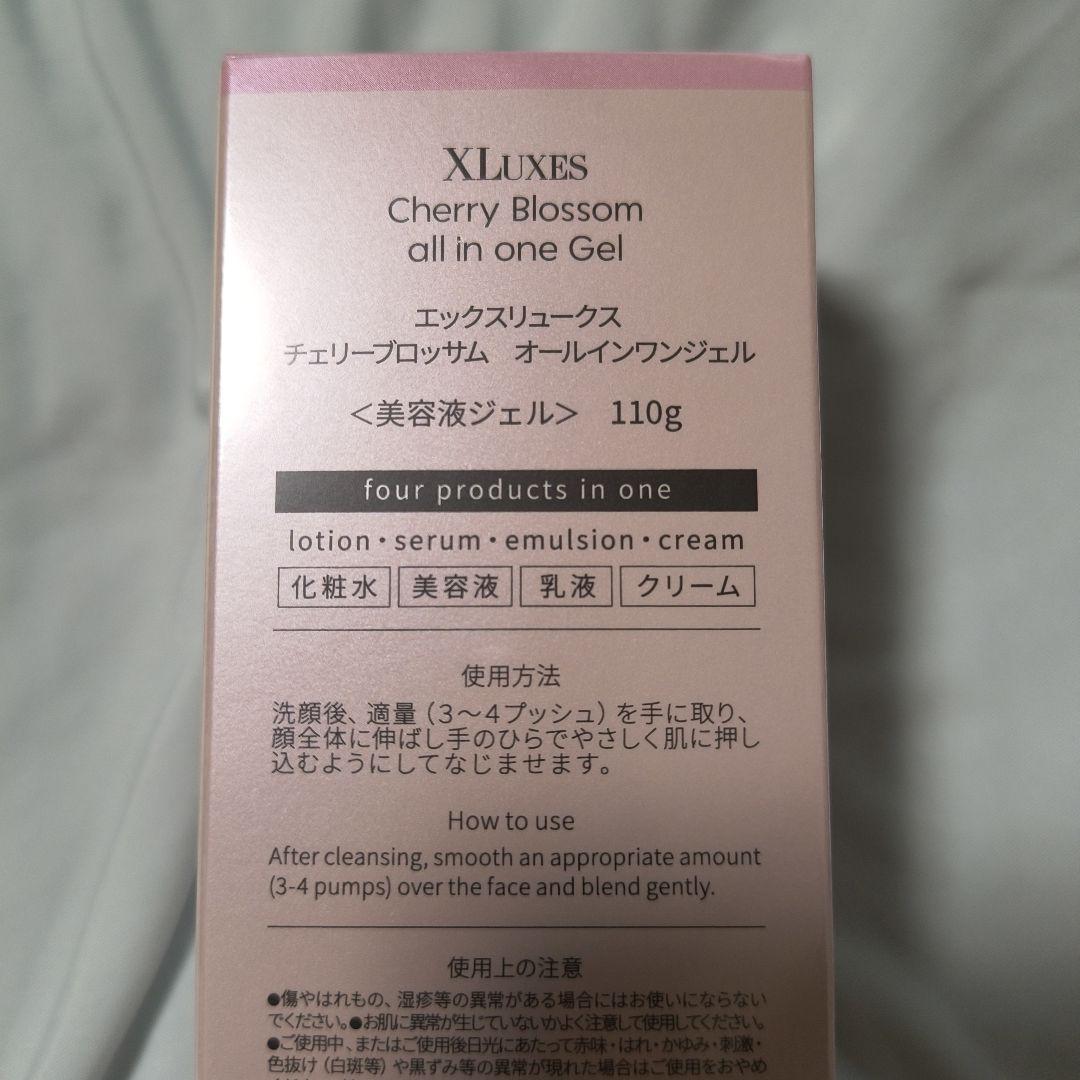 XLUXES
Cherry Blossom
all in one Gel
エックスリュークス
チェリーブロッサム　オールインワンジェル
＜美容液ジェル＞　110g
four products in one
lotion・serum・emulsion・cream
化粧水 美容液 乳液 クリーム
使用方法
洗顔後、適量（3〜4プッシュ）を手に取り、
顔全体に伸ばし手のひらでやさしく肌に押し
込むようにしてなじませます。
How to use
After cleansing, smooth an appropriate amount
(3-4 pumps) over the face and blend gently.
使用上の注意
●傷やはれもの、湿疹等の異常がある場合にはお使いにならない
でください。●お肌に異常が生じていないかよく注意して使用してください。
●ご使用中、またはご使用後日光にあたって赤味・はれ・かゆみ・刺激・
色抜け（白斑等）や黒ずみ等の異常が現れた場合はご使用をおやめ